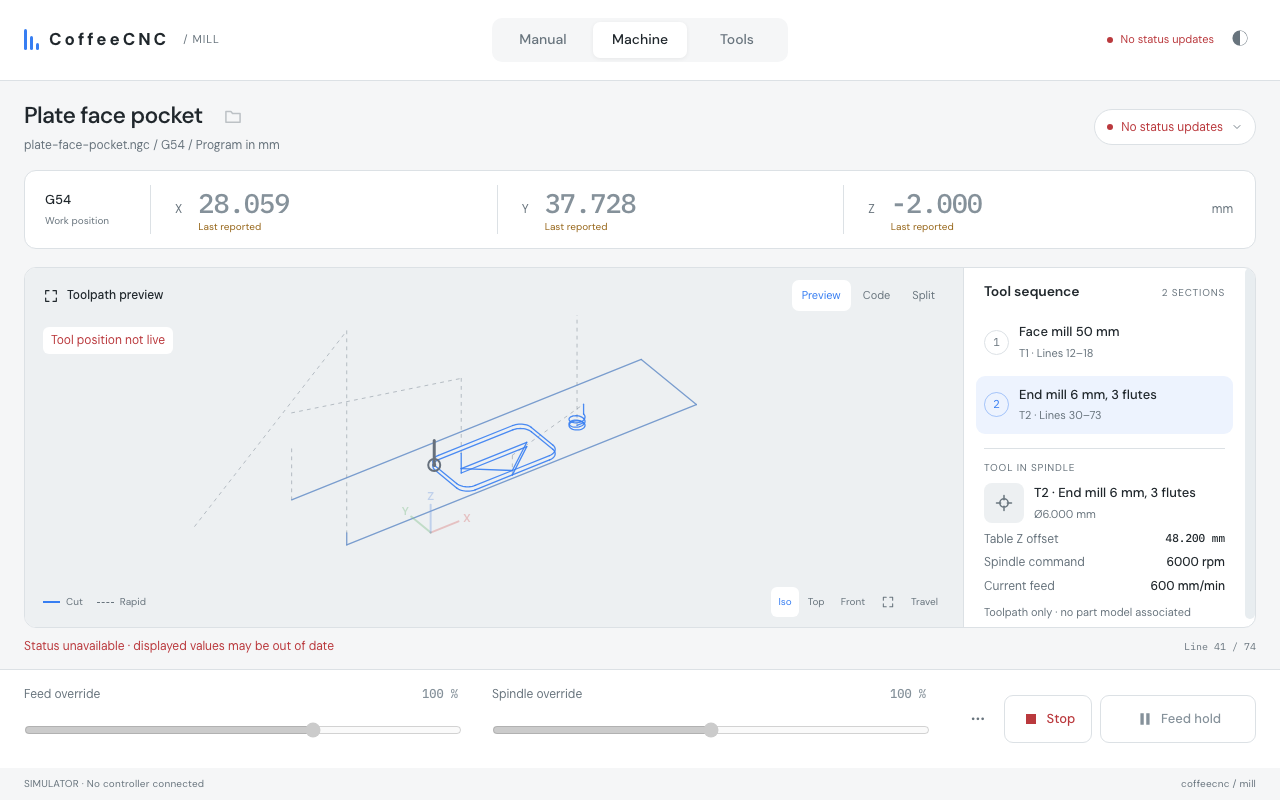 CoffeeCNC / MILL
Manual Machine Tools
No status updates
Plate face pocket
plate-face-pocket.ngc / G54 / Program in mm
No status updates
G54
Work position
X 28.059
Last reported
Y 37.728
Last reported
Z -2.000
Last reported
mm
Toolpath preview
Preview Code Split
Tool position not live
Z
Y
X
Cut Rapid
Iso Top Front Travel
Tool sequence 2 SECTIONS
1 Face mill 50 mm
T1 · Lines 12–18
2 End mill 6 mm, 3 flutes
T2 · Lines 30–73
TOOL IN SPINDLE
T2 · End mill 6 mm, 3 flutes
Ø6.000 mm
Table Z offset 48.200 mm
Spindle command 6000 rpm
Current feed 600 mm/min
Toolpath only · no part model associated
Status unavailable · displayed values may be out of date
Line 41 / 74
Feed override 100 %
Spindle override 100 %
Stop
Feed hold
SIMULATOR · No controller connected
coffeecnc / mill